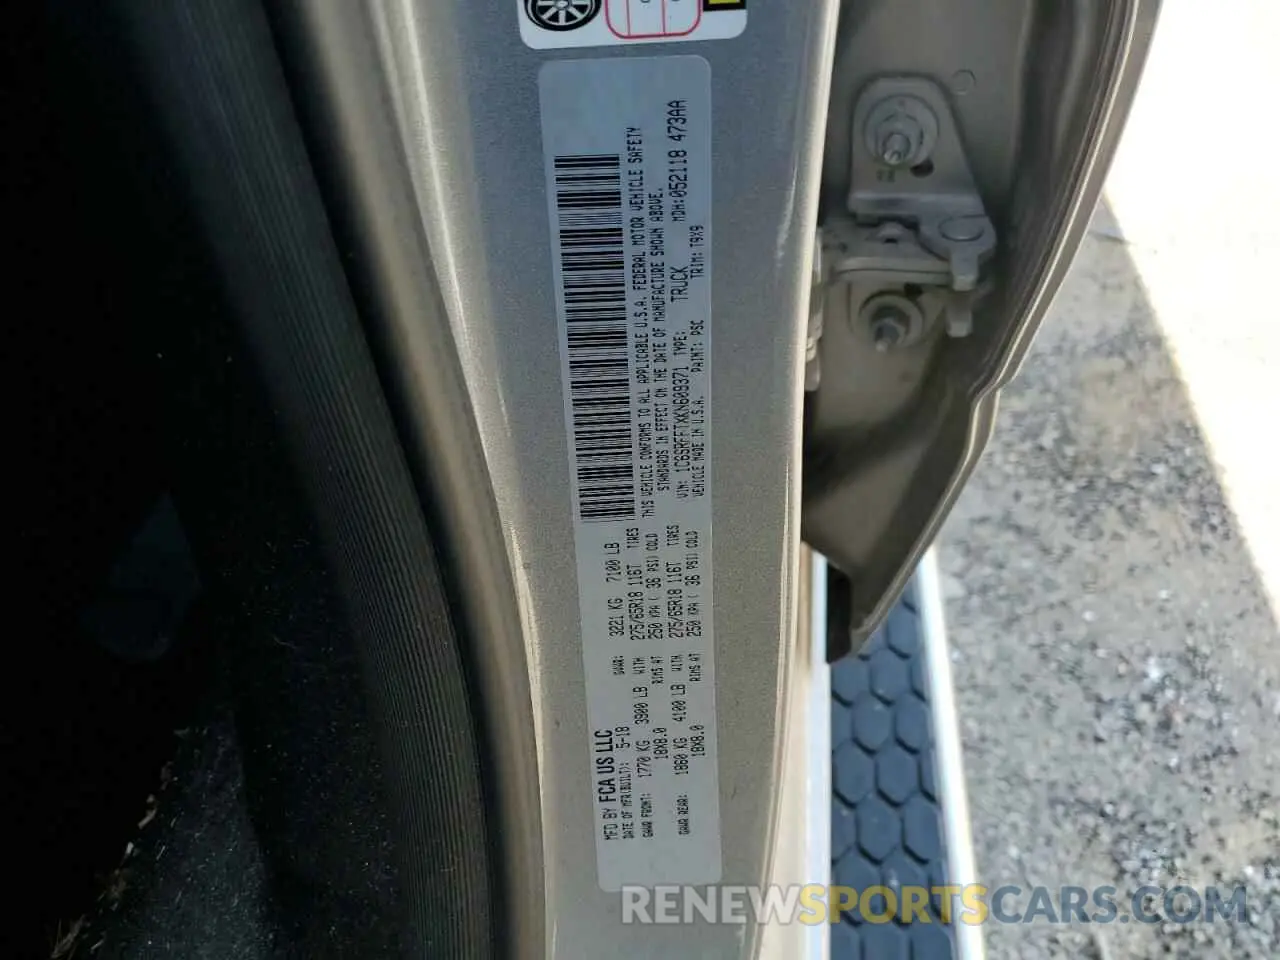 MFD BY FCA US LLC
DATE OF MFR(BUILT): 5-18 GVWR: 3221 KG 7100 LB
GAWR FRONT: 1770 KG 3900 LB WITH 275/65R18 116T TIRES
18X8.0 RIMS AT 250 KPA ( 36 PSI) COLD
GAWR REAR: 1860 KG 4100 LB WITH 275/65R18 116T TIRES
18X8.0 RIMS AT 250 KPA ( 36 PSI) COLD
THIS VEHICLE CONFORMS TO ALL APPLICABLE U.S.A. FEDERAL MOTOR VEHICLE SAFETY
STANDARDS IN EFFECT ON THE DATE OF MANUFACTURE SHOWN ABOVE.
VIN: 1C6SRFFTXKN609371 TYPE: TRUCK MDH:052118 473AA
VEHICLE MADE IN U.S.A. PAINT: PSC TRIM: T9X9
RENEWSPORTSCARS.COM